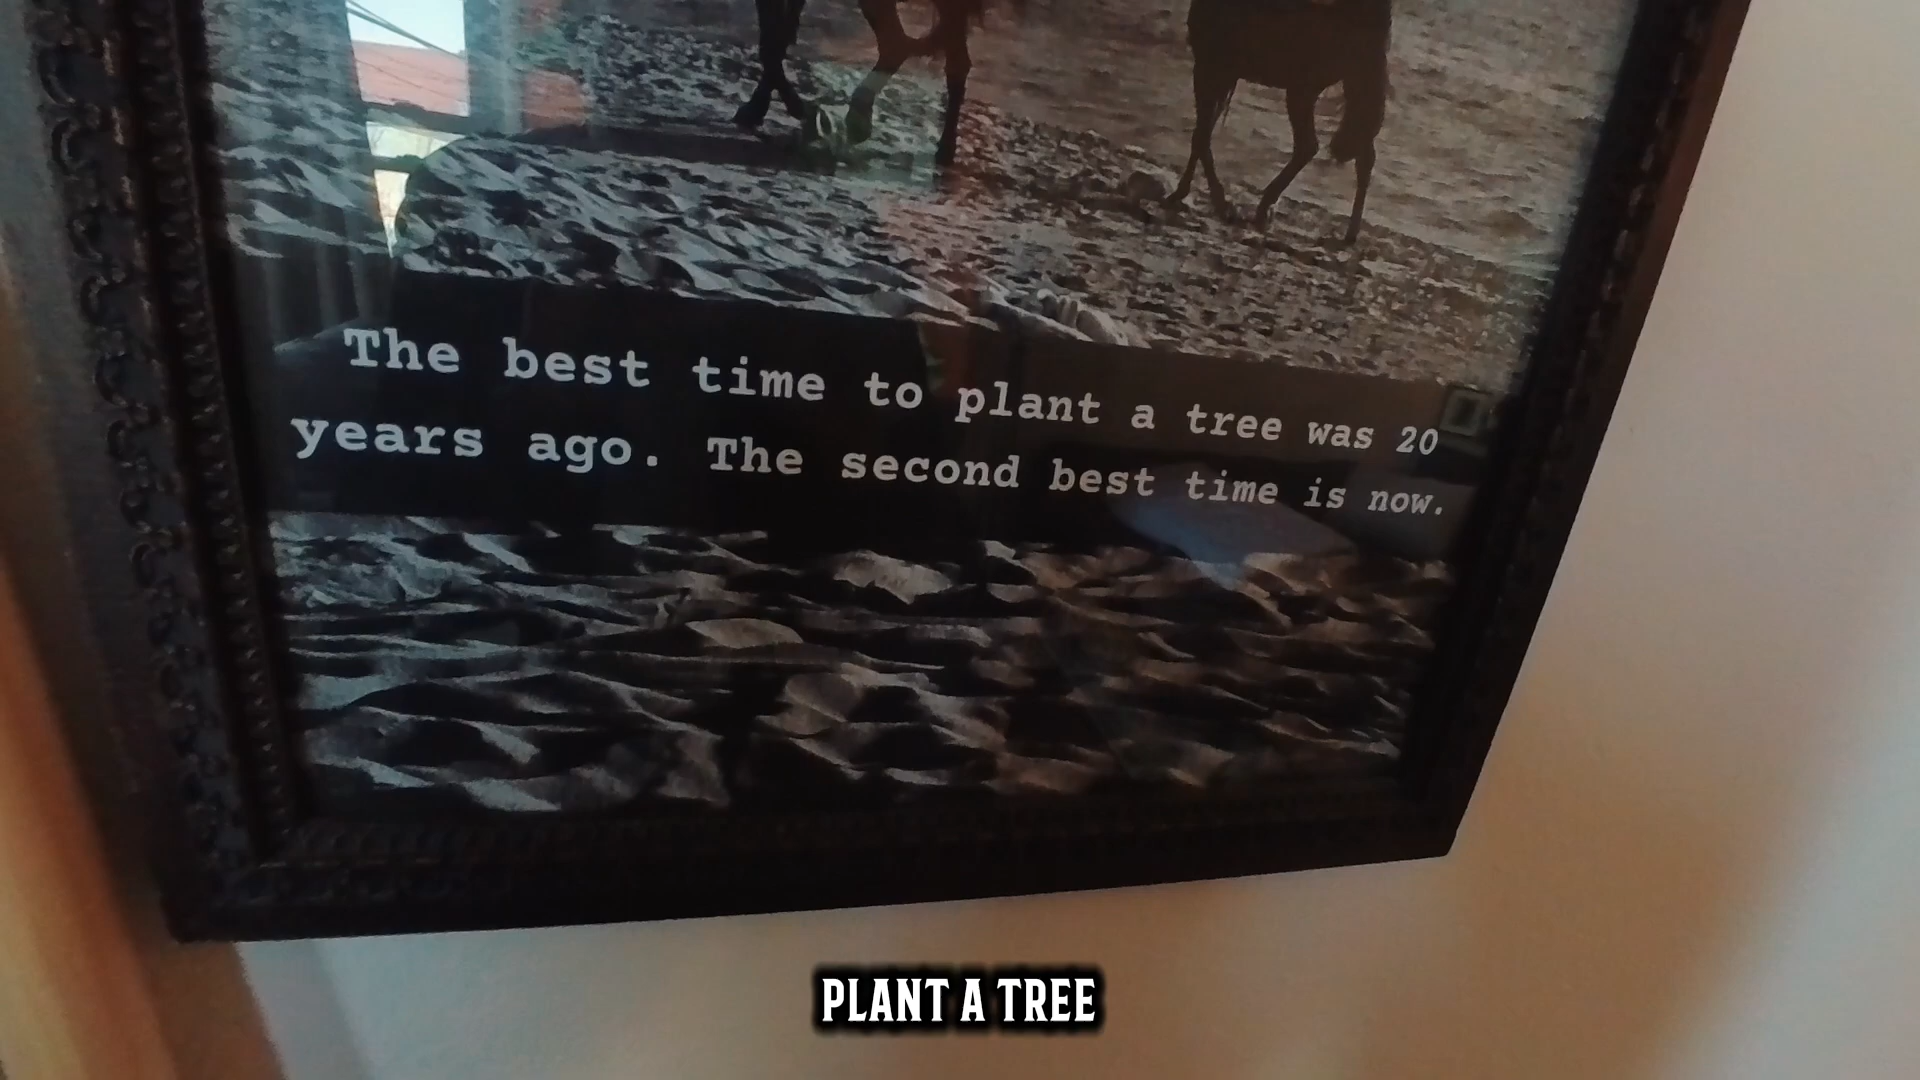 The best time to plant a tree was 20
years ago. The second best time is now.
PLANT A TREE